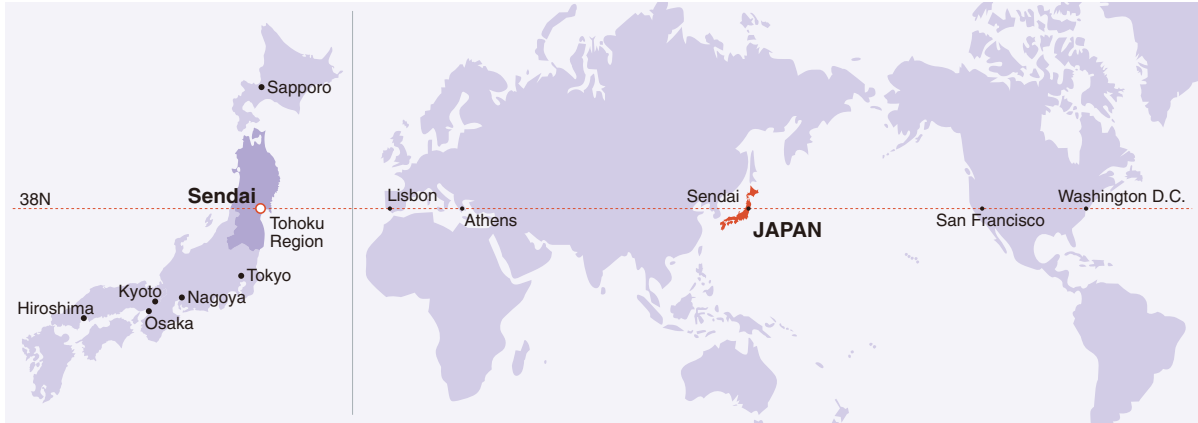 Sapporo
38N
Sendai
Tohoku
Region
Tokyo
Kyoto
Nagoya
Hiroshima
Osaka
Lisbon
Athens
Sendai
JAPAN
Washington D.C.
San Francisco